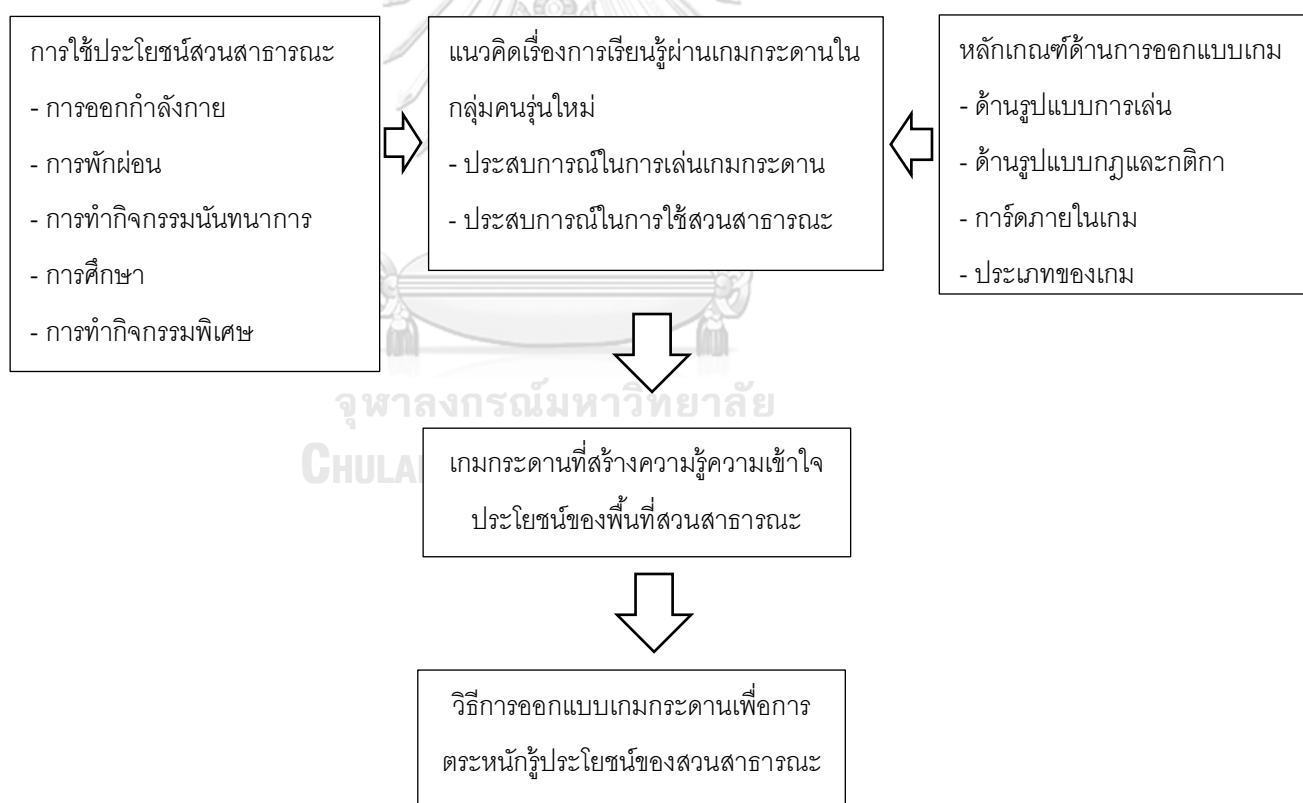 การใช้ประโยชน์สวนสาธารณะ
- การออกกำลังกาย
- การพักผ่อน
- การทำกิจกรรมนันทนาการ
- การศึกษา
- การทำกิจกรรมพิเศษ
แนวคิดเรื่องการเรียนรู้ผ่านเกมกระดานใน
กลุ่มคนรุ่นใหม่
- ประสบการณ์ในการเล่นเกมกระดาน
- ประสบการณ์ในการใช้สวนสาธารณะ
หลักเกณฑ์ด้านการออกแบบเกม
- ด้านรูปแบบการเล่น
- ด้านรูปแบบกฎและกติกา
- การ์ดภายในเกม
- ประเภทของเกม
จุฬาลงกรณ์มหาวิทยาลัย
เกมกระดานที่สร้างความรู้ความเข้าใจ
ประโยชน์ของพื้นที่สวนสาธารณะ
วิธีการออกแบบเกมกระดานเพื่อการ
ตระหนักรู้ประโยชน์ของสวนสาธารณะ